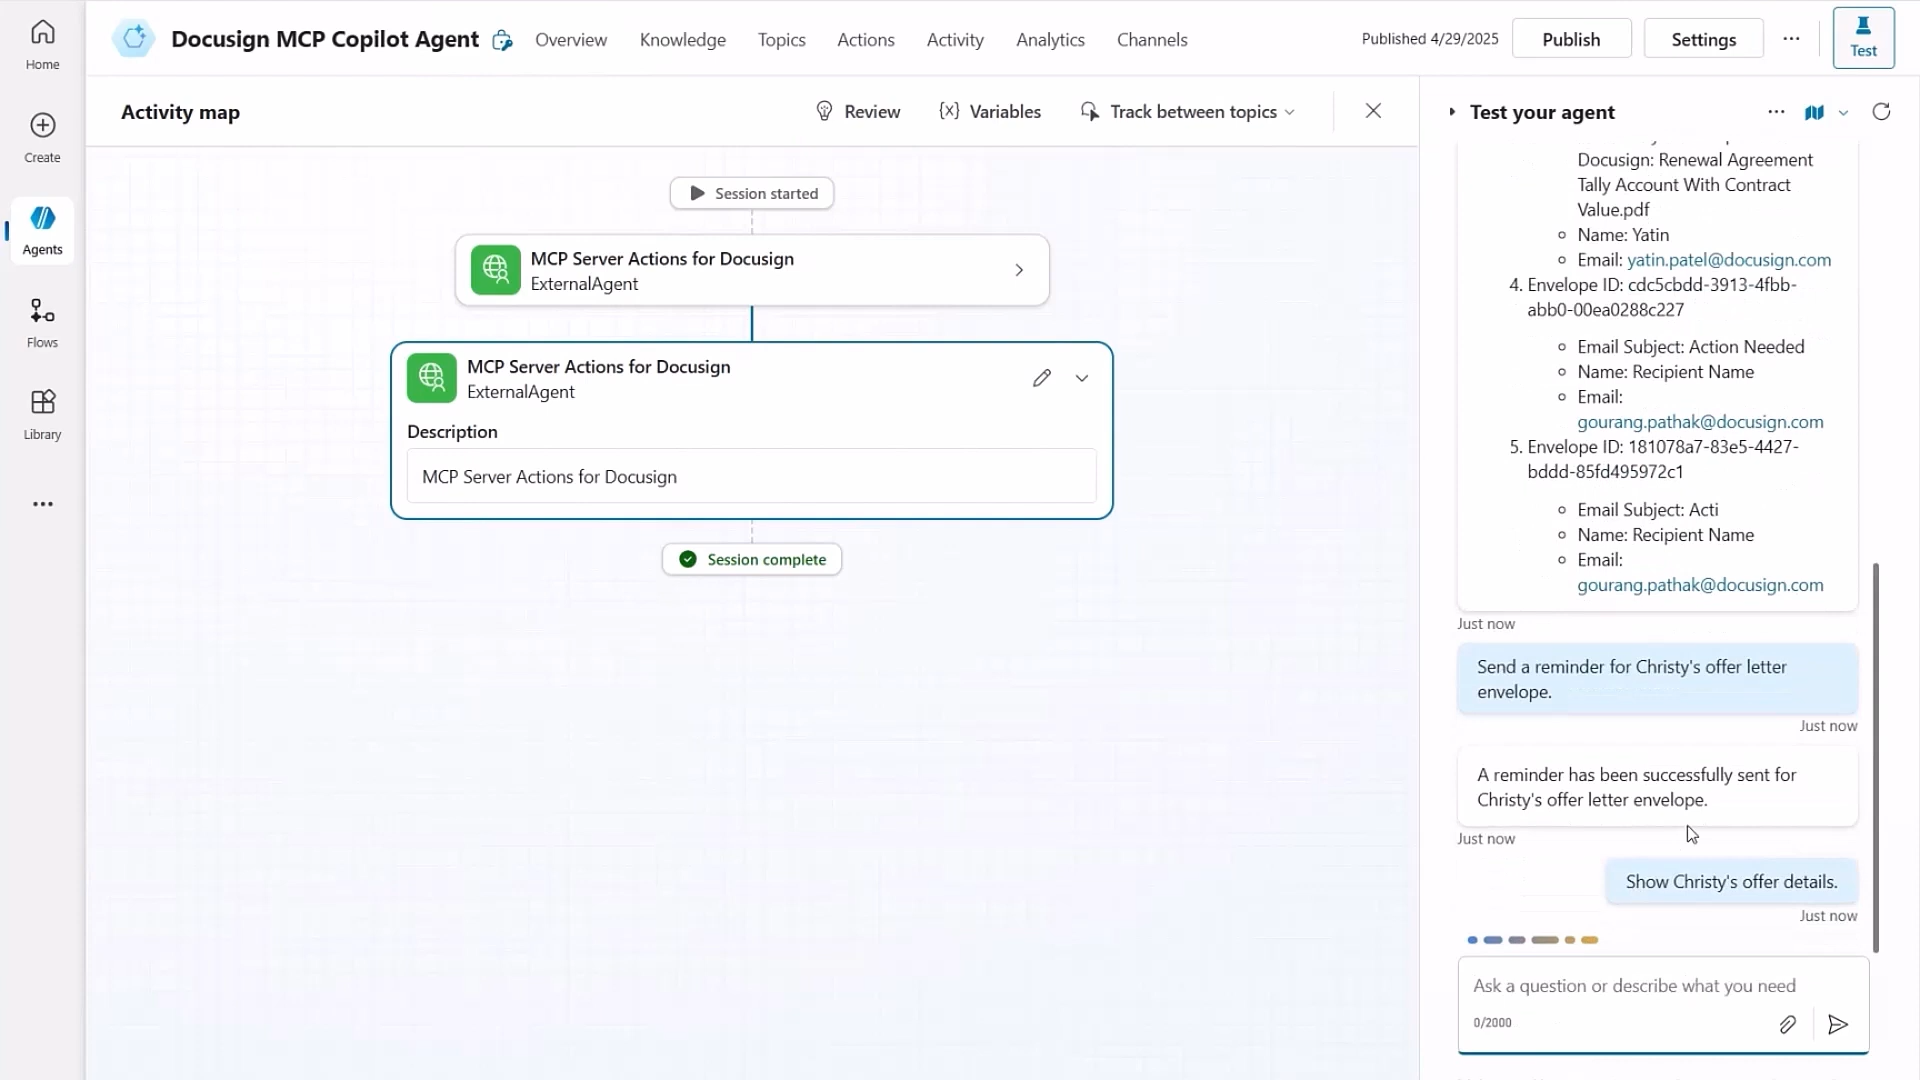 Home
Create
Agents
Flows
Library
Docusign MCP Copilot Agent
Overview
Knowledge
Topics
Actions
Activity
Analytics
Channels
Published 4/29/2025
Publish
Settings
Test
Activity map
Review
{x} Variables
Track between topics
Session started
MCP Server Actions for Docusign
ExternalAgent
MCP Server Actions for Docusign
ExternalAgent
Description
MCP Server Actions for Docusign
Session complete
Test your agent
Docusign: Renewal Agreement
Tally Account With Contract
Value.pdf
Name: Yatin
Email: yatin.patel@docusign.com
4. Envelope ID: cdc5cbdd-3913-4fbb-
abb0-00ea0288c227
Email Subject: Action Needed
Name: Recipient Name
Email:
gourang.pathak@docusign.com
5. Envelope ID: 181078a7-83e5-4427-
bddd-85fd495972c1
Email Subject: Acti
Name: Recipient Name
Email:
gourang.pathak@docusign.com
Just now
Send a reminder for Christy's offer letter
envelope.
Just now
A reminder has been successfully sent for
Christy's offer letter envelope.
Just now
Show Christy's offer details.
Just now
Ask a question or describe what you need
0/2000